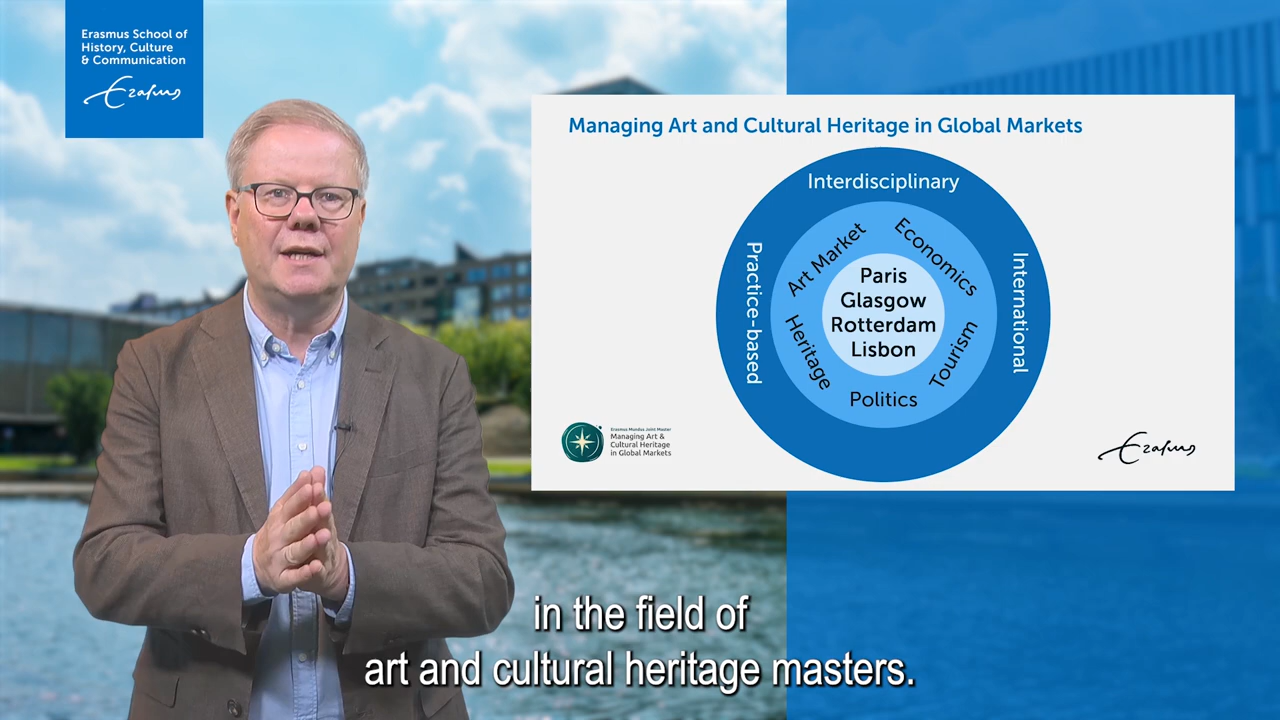 Erasmus School of
History, Culture
& Communication
Erasmus
Managing Art and Cultural Heritage in Global Markets
Interdisciplinary
Practice-based
International
Art Market
Economics
Heritage
Tourism
Politics
Paris
Glasgow
Rotterdam
Lisbon
Erasmus Mundus Joint Master
Managing Art &
Cultural Heritage
in Global Markets
Erasmus
in the field of
art and cultural heritage masters.